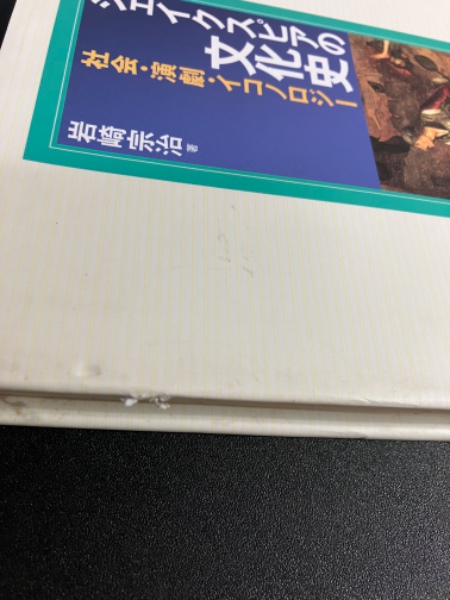 シェイクスピアの
文化史
社会・演劇・イコノロジー
岩崎宗治 著